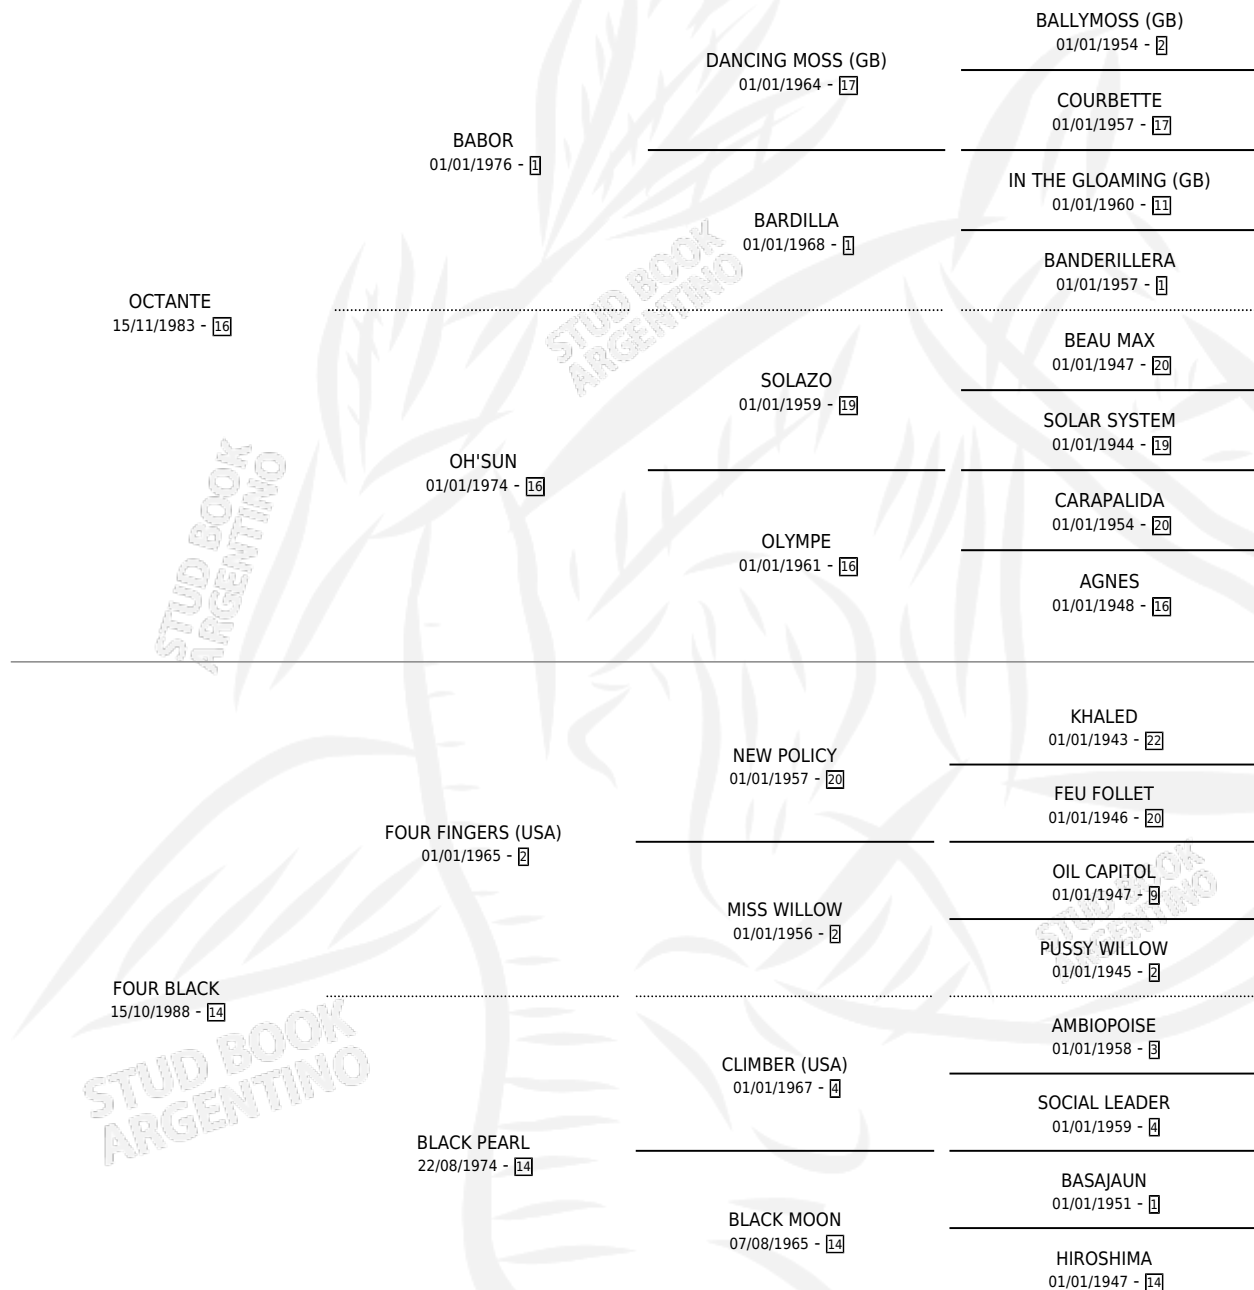 BALLYMOSS (GB)
01/01/1954 - 2
DANCING MOSS (GB)
01/01/1964 - 17
COURBETTE
01/01/1957 - 17
BABOR
01/01/1976 - 1
IN THE GLOAMING (GB)
01/01/1960 - 11
BARDILLA
01/01/1968 - 1
BANDERILLERA
01/01/1957 - 1
OCTANTE
15/11/1983 - 16
BEAU MAX
01/01/1947 - 20
SOLAZO
01/01/1959 - 19
SOLAR SYSTEM
01/01/1944 - 19
OH'SUN
01/01/1974 - 16
CARAPALIDA
01/01/1954 - 20
OLYMPE
01/01/1961 - 16
AGNES
01/01/1948 - 16
KHALED
01/01/1943 - 22
NEW POLICY
01/01/1957 - 20
FEU FOLLET
01/01/1946 - 20
FOUR FINGERS (USA)
01/01/1965 - 2
OIL CAPITOL
01/01/1947 - 9
MISS WILLOW
01/01/1956 - 2
PUSSY WILLOW
01/01/1945 - 2
FOUR BLACK
15/10/1988 - 14
AMBIOPOISE
01/01/1958 - 3
CLIMBER (USA)
01/01/1967 - 4
SOCIAL LEADER
01/01/1959 - 4
BLACK PEARL
22/08/1974 - 14
BASAJAUN
01/01/1951 - 1
BLACK MOON
07/08/1965 - 14
HIROSHIMA
01/01/1947 - 14
STUD BOOK
ARGENTINO
STUD BOOK
ARGENTINO
STUD BOOK
ARGENTINO
STUD BOOK
ARGENTINO